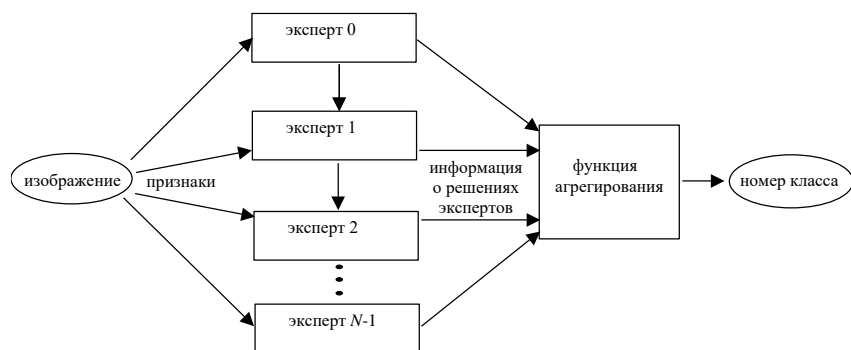 эксперт 0
эксперт 1
изображение
признаки
информация
о решениях
экспертов
функция
агрегирования
номер класса
эксперт 2
эксперт N-1